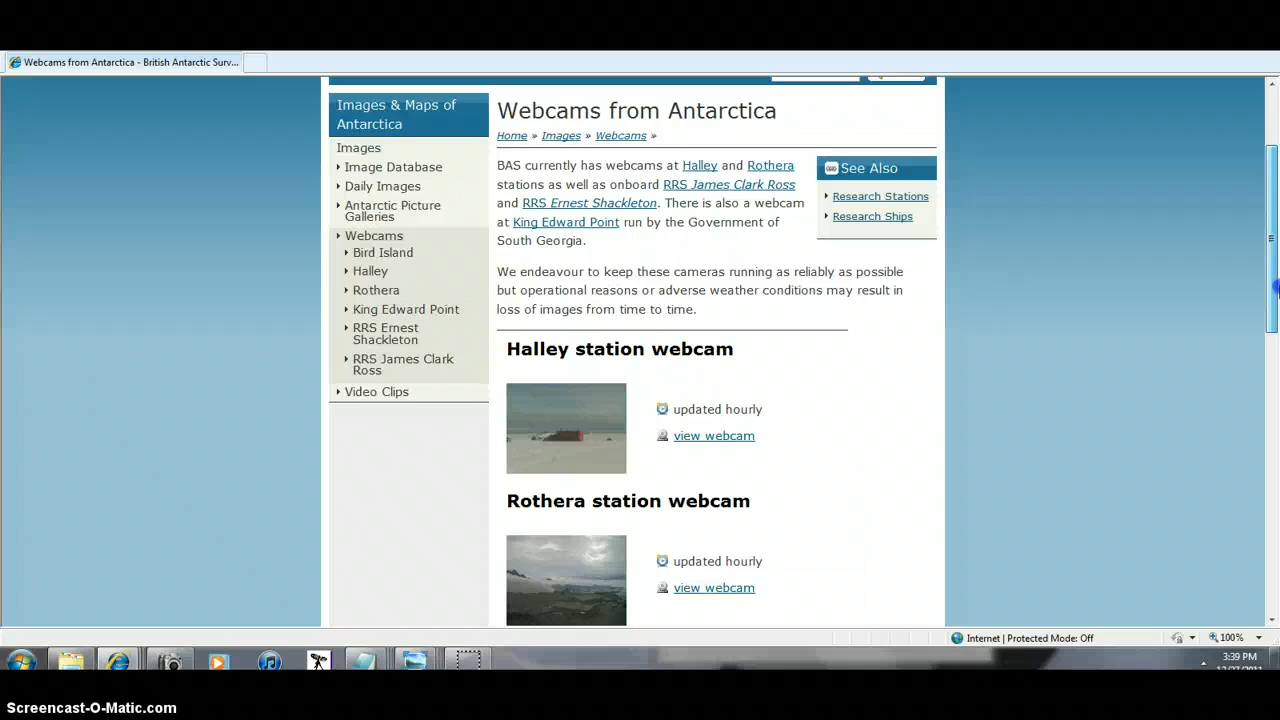 Webcams from Antarctica - British Antarctic Surv...
Images & Maps of
Antarctica
Images
Image Database
Daily Images
Antarctic Picture
Galleries
Webcams
Bird Island
Halley
Rothera
King Edward Point
RRS Ernest
Shackleton
RRS James Clark
Ross
Video Clips
Webcams from Antarctica
Home » Images » Webcams »
BAS currently has webcams at Halley and Rothera
stations as well as onboard RRS James Clark Ross
and RRS Ernest Shackleton. There is also a webcam
at King Edward Point run by the Government of
South Georgia.
See Also
Research Stations
Research Ships
We endeavour to keep these cameras running as reliably as possible
but operational reasons or adverse weather conditions may result in
loss of images from time to time.
Halley station webcam
updated hourly
view webcam
Rothera station webcam
updated hourly
view webcam
Internet | Protected Mode: Off
100%
3:39 PM
Screencast-O-Matic.com